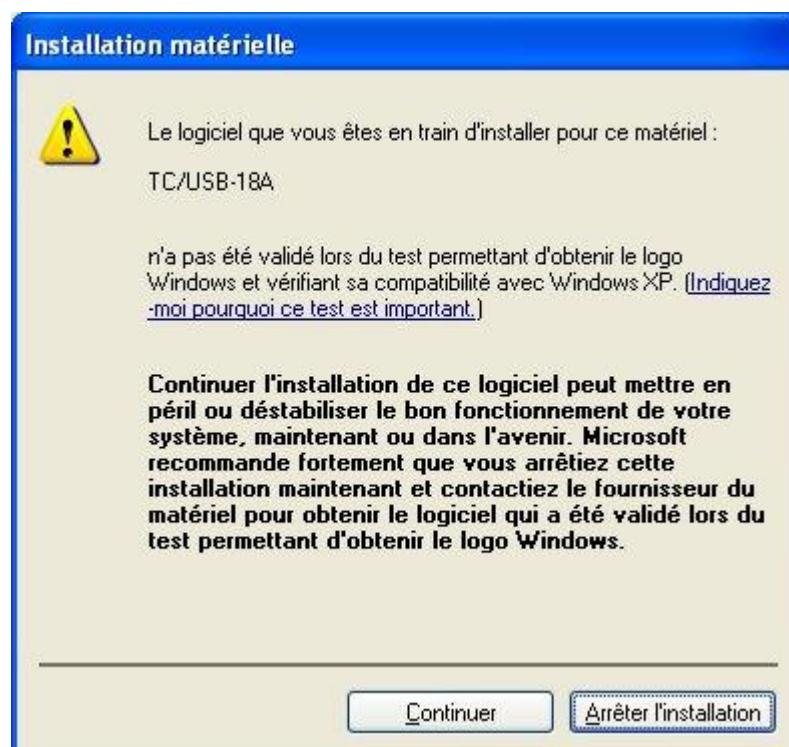 Installation matérielle
Le logiciel que vous êtes en train d'installer pour ce matériel :
TC/USB-18A
n'a pas été validé lors du test permettant d'obtenir le logo
Windows et vérifiant sa compatibilité avec Windows XP. (Indiquez
-moi pourquoi ce test est important.)
Continuer l'installation de ce logiciel peut mettre en
péril ou déstabiliser le bon fonctionnement de votre
système, maintenant ou dans l'avenir. Microsoft
recommande fortement que vous arrêtiez cette
installation maintenant et contactiez le fournisseur du
matériel pour obtenir le logiciel qui a été validé lors du
test permettant d'obtenir le logo Windows.
Continuer
Arrêter l'installation